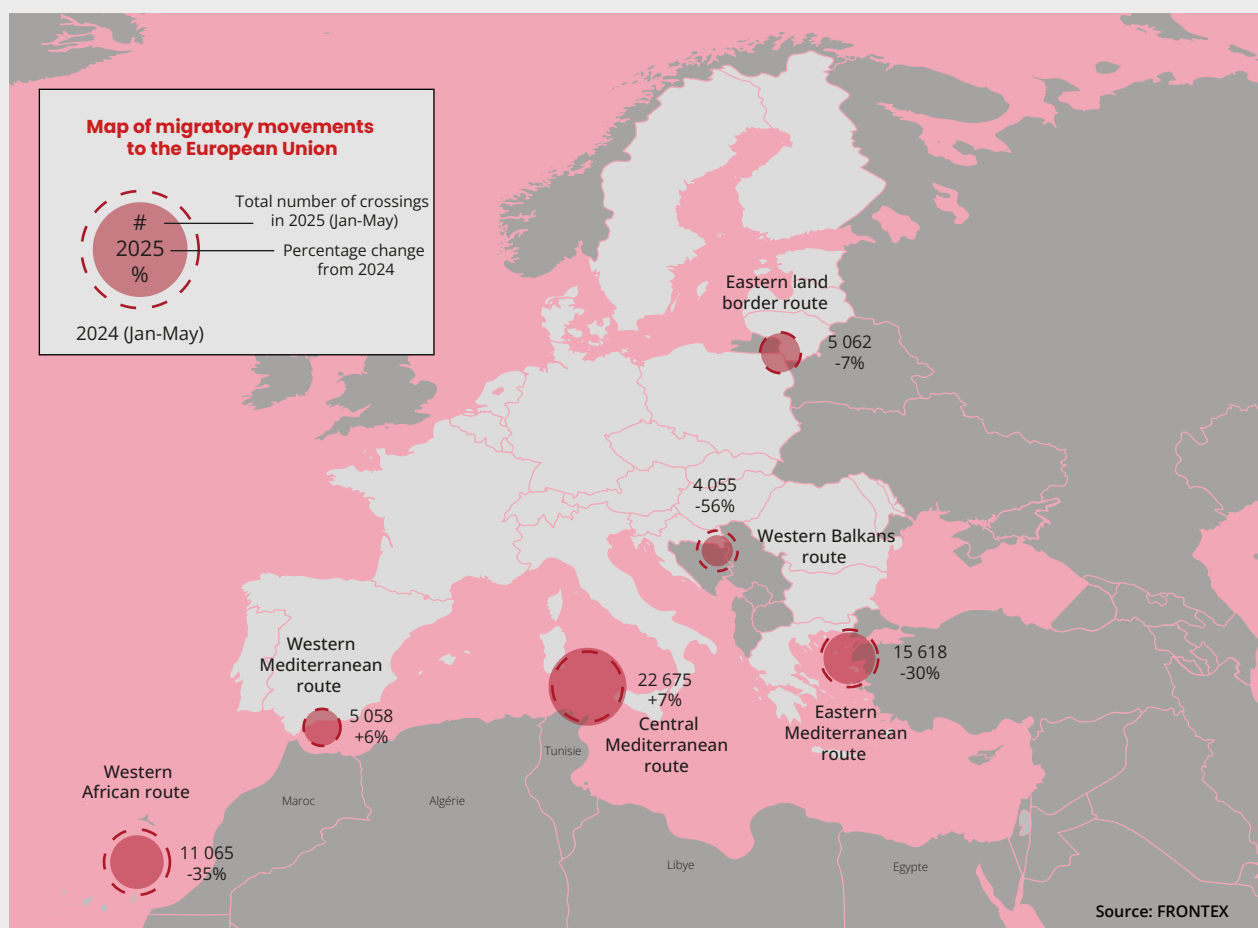 Map of migratory movements
to the European Union
#
2025
%
Total number of crossings
in 2025 (Jan-May)
Percentage change
from 2024
2024 (Jan-May)
Eastern land
border route
5 062
-7%
4 055
-56%
Western Balkans
route
Western
Mediterranean
route
5 058
+6%
22 675
+7%
Central
Mediterranean
route
15 618
-30%
Eastern
Mediterranean
route
Western
African route
11 065
-35%
Maroc
Algérie
Tunisie
Libye
Egypte
Source: FRONTEX